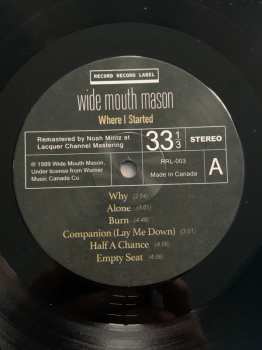 RECORD RECORD LABEL
wide mouth mason
Where I Started
Remastered by Noah Mintz at
Lacquer Channel Mastering
33 1/3
STEREO
℗ 1999 Wide Mouth Mason.
Under license from Warner
Music Canada Co
RRL-003
Made in Canada
A
Why
Alone
Burn
Companion (Lay Me Down)
Half A Chance
Empty Seat